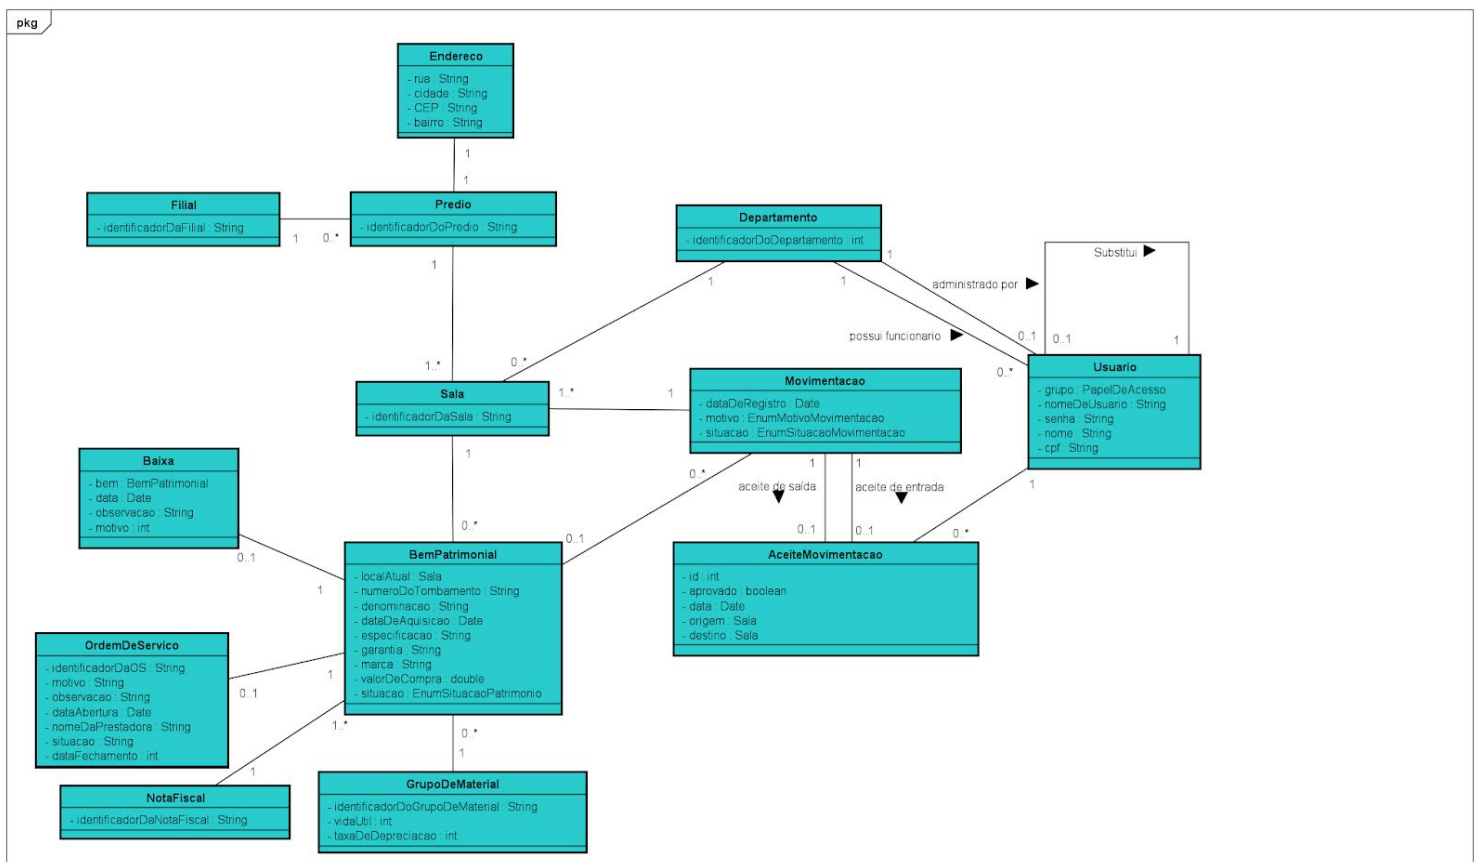 pkg
Endereco
- rua : String
- cidade : String
- CEP : String
- bairro : String
1
1
Filial
- identificadorDaFilial : String
1
0..*
Predio
- identificadorDoPredio : String
1
1..*
Departamento
- identificadorDoDepartamento : int
1
1
1
0..*
administrado por
possui funcionario
0..1
0..*
Substitui
0..1
1
Usuario
- grupo : PapelDeAcesso
- nomeDeUsuario : String
- senha : String
- nome : String
- cpf : String
1
0..*
Sala
- identificadorDaSala : String
1..*
1
1
0..*
Movimentacao
- dataDeRegistro : Date
- motivo : EnumMotivoMovimentacao
- situacao : EnumSituacaoMovimentacao
0..*
0..1
1
1
aceite de saída
aceite de entrada
0..1
0..1
AceiteMovimentacao
- id : int
- aprovado : boolean
- data : Date
- origem : Sala
- destino : Sala
Baixa
- bem : BemPatrimonial
- data : Date
- observacao : String
- motivo : int
0..1
1
BemPatrimonial
- localAtual : Sala
- numeroDoTombamento : String
- denominacao : String
- dataDeAquisicao : Date
- especificacao : String
- garantia : String
- marca : String
- valorDeCompra : double
- situacao : EnumSituacaoPatrimonio
OrdemDeServico
- identificadorDaOS : String
- motivo : String
- observacao : String
- dataAbertura : Date
- nomeDaPrestadora : String
- situacao : String
- dataFechamento : int
0..1
1
1..*
1
NotaFiscal
- identificadorDaNotaFiscal : String
0..*
1
GrupoDeMaterial
- identificadorDoGrupoDeMaterial : String
- vidaUtil : int
- taxaDeDepreciacao : int